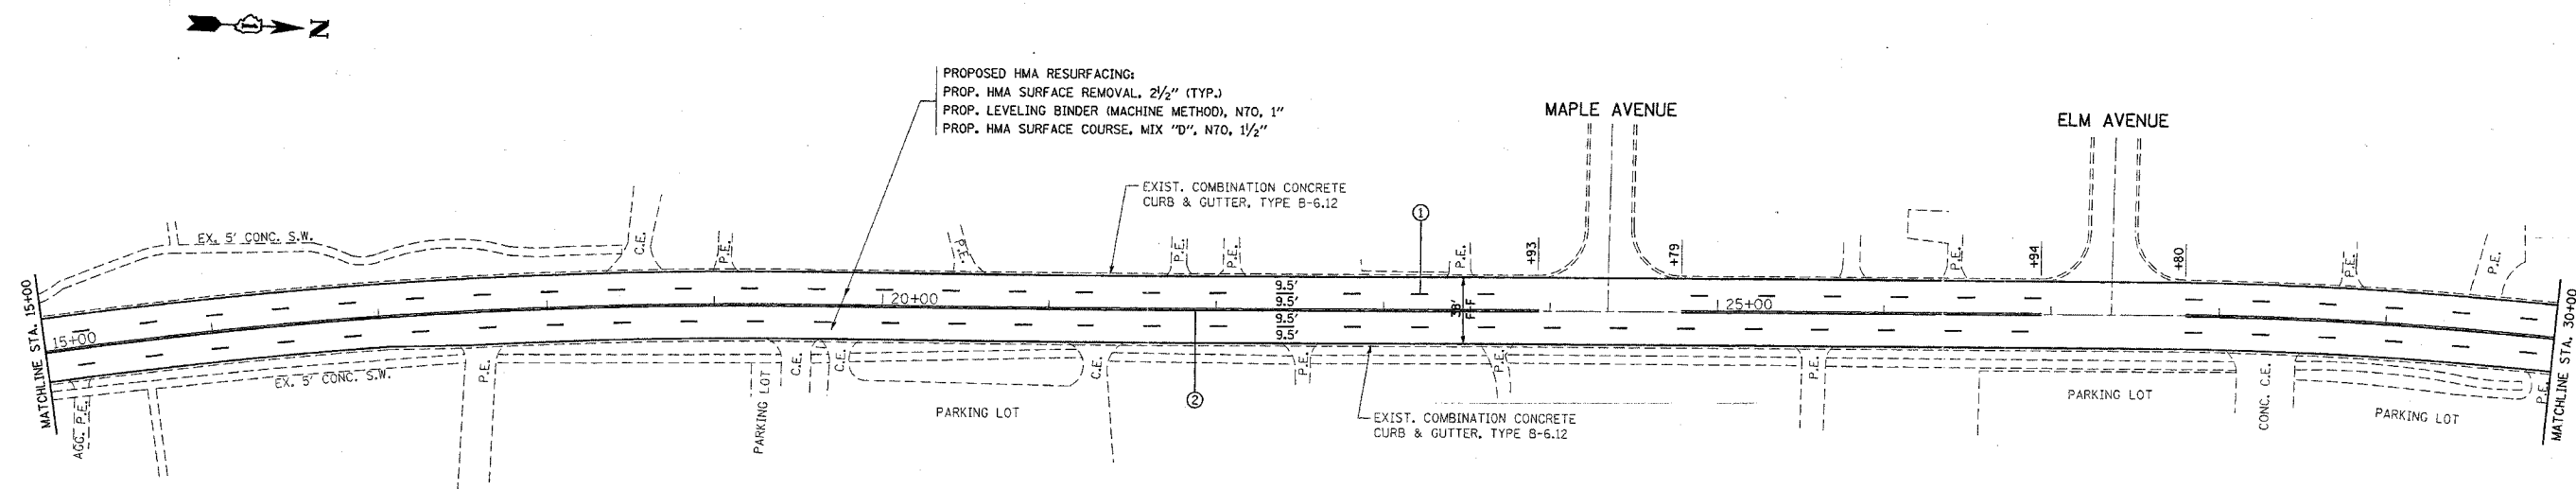 N
PROPOSED HMA RESURFACING:
PROP. HMA SURFACE REMOVAL, 2½" (TYP.)
PROP. LEVELING BINDER (MACHINE METHOD), N70, 1"
PROP. HMA SURFACE COURSE, MIX "D", N70, 1½"
MAPLE AVENUE
ELM AVENUE
EXIST. COMBINATION CONCRETE
CURB & GUTTER, TYPE B-6.12
1
EX. 5' CONC. S.W.
C.E.
P.E.
P.E.
P.E.
P.E.
P.E.
+93
+79
P.E.
+94
+80
P.E.
P.E.
MATCHLINE STA. 15+00
15+00
20+00
9.5'
9.5'
9.5'
9.5'
38'
F-F
25+00
MATCHLINE STA. 30+00
AGG. P.E.
EX. 5' CONC. S.W.
P.E.
PARKING LOT
C.E.
C.E.
PARKING LOT
C.E.
2
P.E.
P.E.
EXIST. COMBINATION CONCRETE
CURB & GUTTER, TYPE B-6.12
P.E.
PARKING LOT
CONC. C.E.
PARKING LOT
P.E.